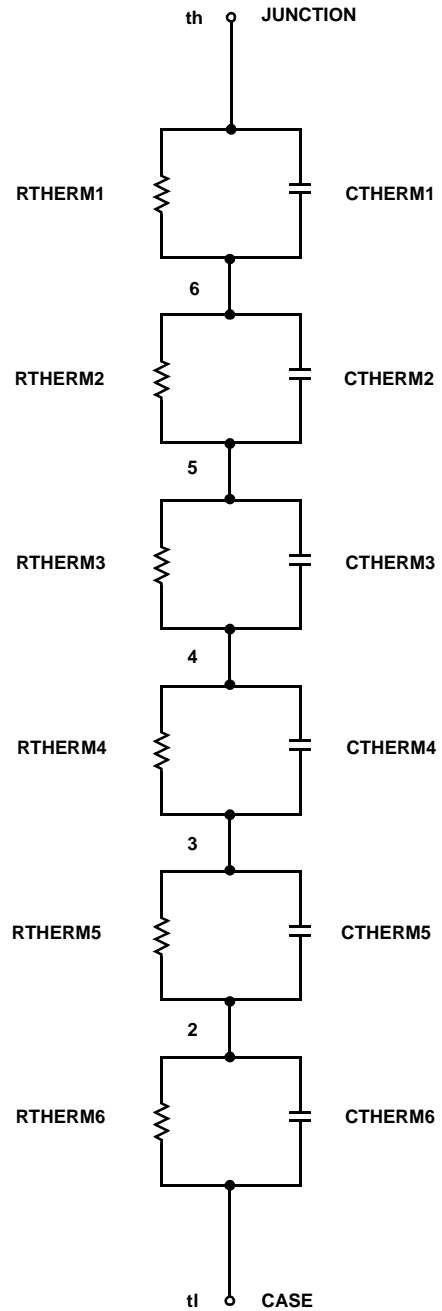 th JUNCTION
RTHERM1 CTHERM1
6
RTHERM2 CTHERM2
5
RTHERM3 CTHERM3
4
RTHERM4 CTHERM4
3
RTHERM5 CTHERM5
2
RTHERM6 CTHERM6
tl CASE